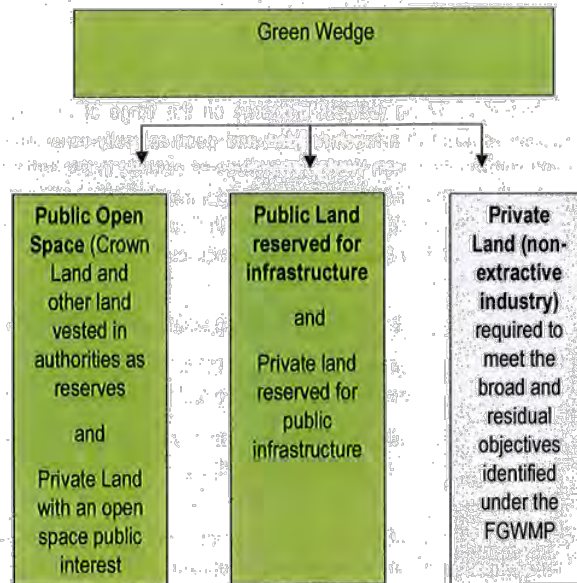 Green Wedge
Public Open
Space (Crown
Land and
other land
vested in
authorities as
reserves
and
Private Land
with an open
space public
interest
Public Land
reserved for
infrastructure
and
Private land
reserved for
public
infrastructure
Private
Land (non-
extractive
industry)
required to
meet the
broad and
residual
objectives
identified
under the
FGWMP